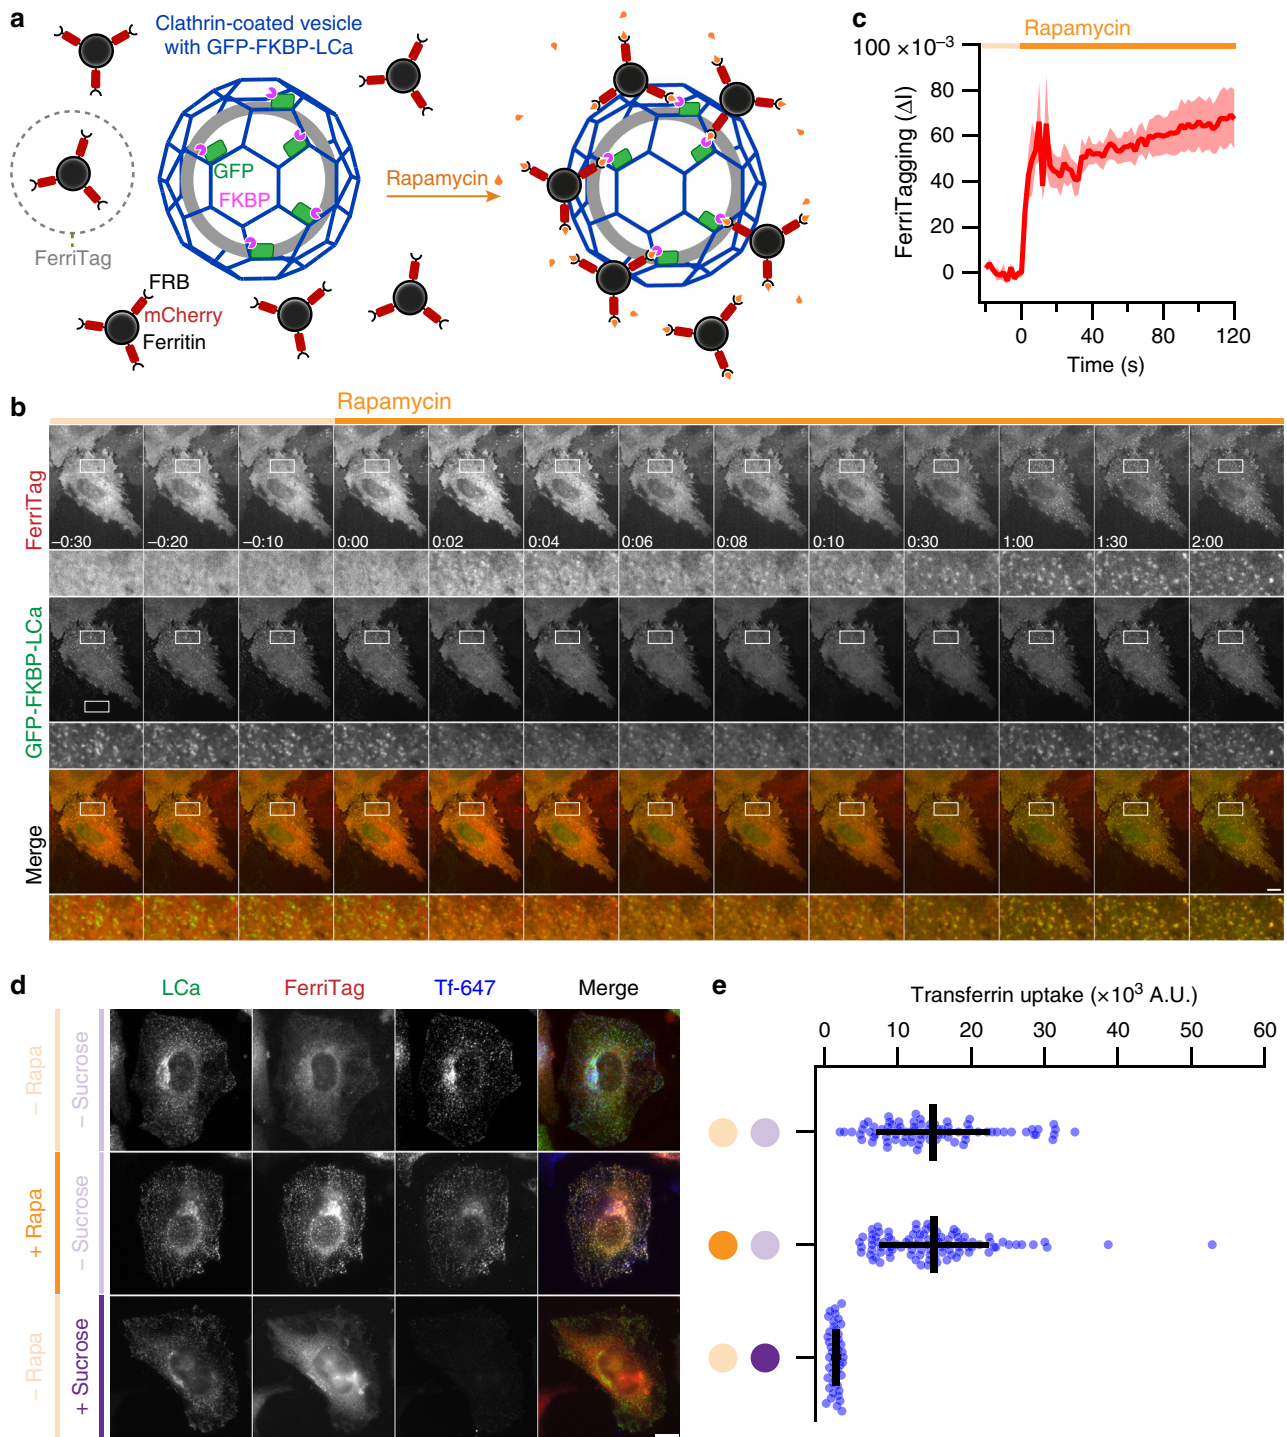 a
Clathrin-coated vesicle
with GFP-FKBP-LCa
GFP
FKBP
FerriTag
FRB
mCherry
Ferritin
Rapamycin
c
Rapamycin
100 ×10⁻³
80
60
40
20
0
FerriTagging (ΔI)
0 40 80 120
Time (s)
b
Rapamycin
FerriTag
–0:30 –0:20 –0:10 0:00 0:02 0:04 0:06 0:08 0:10 0:30 1:00 1:30 2:00
GFP-FKBP-LCa
Merge
d
LCa FerriTag Tf-647 Merge
– Rapa – Sucrose
+ Rapa – Sucrose
– Rapa + Sucrose
e
Transferrin uptake (×10³ A.U.)
0 10 20 30 40 50 60